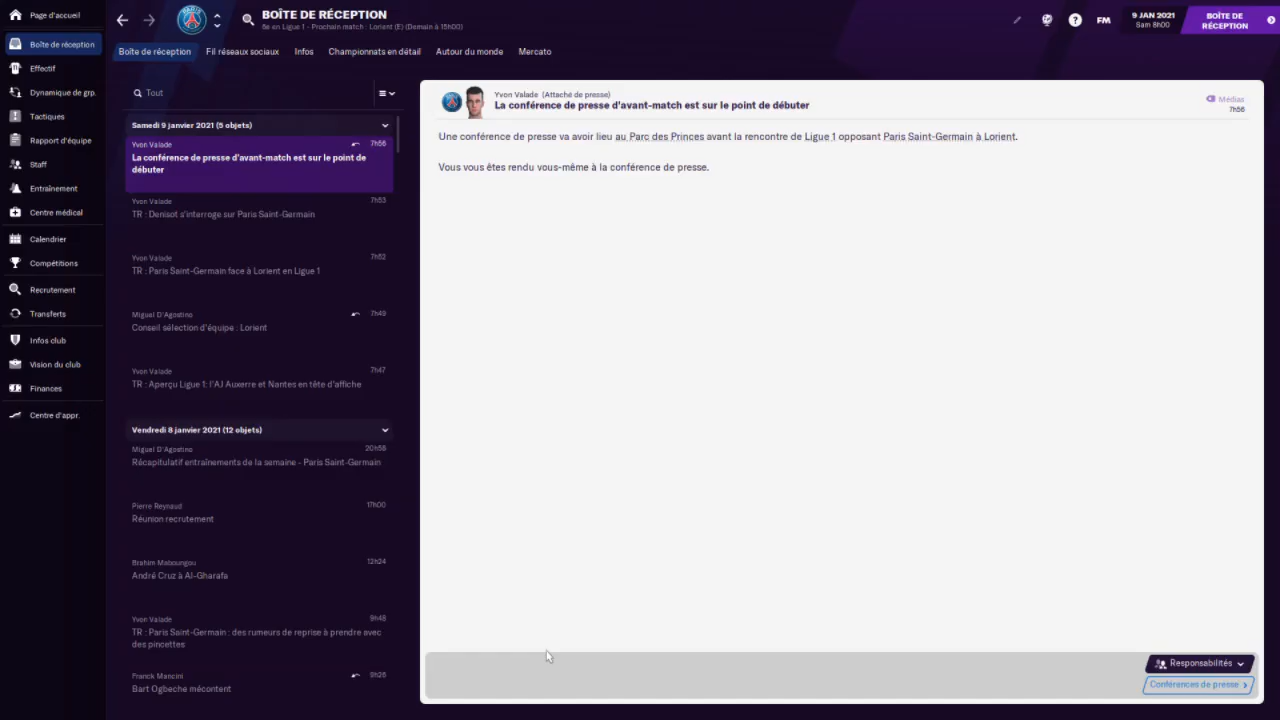 Page d'accueil
Boîte de réception
Effectif
Dynamique de grp.
Tactiques
Rapport d'équipe
Staff
Entraînement
Centre médical
Calendrier
Compétitions
Recrutement
Transferts
Infos club
Vision du club
Finances
Centre d'appr.
BOÎTE DE RÉCEPTION
6e en Ligue 1 - Prochain match : Lorient (E) (Demain à 15h00)
FM
9 JAN 2021
Sam 8h00
BOÎTE DE
RÉCEPTION
Boîte de réception Fil réseaux sociaux Infos Championnats en détail Autour du monde Mercato
Tout
Samedi 9 janvier 2021 (5 objets)
Yvon Valade 7h56
La conférence de presse d'avant-match est sur le point de
débuter
Yvon Valade 7h53
TR : Denisot s'interroge sur Paris Saint-Germain
Yvon Valade 7h52
TR : Paris Saint-Germain face à Lorient en Ligue 1
Miguel D'Agostino 7h49
Conseil sélection d'équipe : Lorient
Yvon Valade 7h47
TR : Aperçu Ligue 1: l'AJ Auxerre et Nantes en tête d'affiche
Vendredi 8 janvier 2021 (12 objets)
Miguel D'Agostino 20h58
Récapitulatif entraînements de la semaine - Paris Saint-Germain
Pierre Reynaud 17h00
Réunion recrutement
Brahim Maboungou 12h24
André Cruz à Al-Gharafa
Yvon Valade 9h48
TR : Paris Saint-Germain : des rumeurs de reprise à prendre avec
des pincettes
Franck Mancini 9h26
Bart Ogbeche mécontent
Yvon Valade (Attaché de presse)
La conférence de presse d'avant-match est sur le point de débuter
Médias
7h56
Une conférence de presse va avoir lieu au Parc des Princes avant la rencontre de Ligue 1 opposant Paris Saint-Germain à Lorient.
Vous vous êtes rendu vous-même à la conférence de presse.
Responsabilités
Conférences de presse